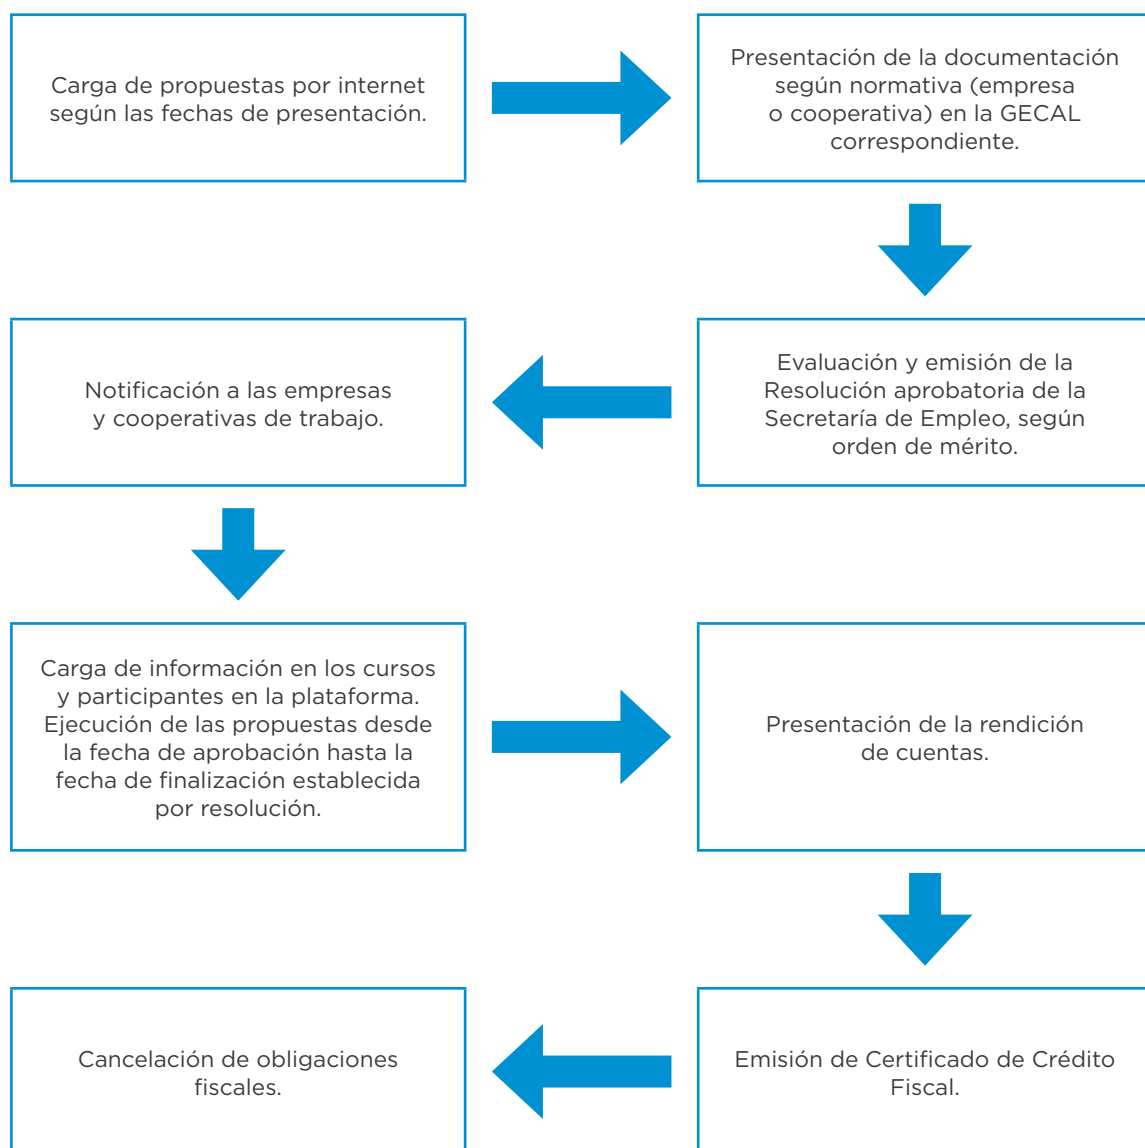 Carga de propuestas por internet
según las fechas de presentación.
Presentación de la documentación
según normativa (empresa
o cooperativa) en la GECAL
correspondiente.
Evaluación y emisión de la
Resolución aprobatoria de la
Secretaría de Empleo, según
orden de mérito.
Notificación a las empresas
y cooperativas de trabajo.
Carga de información en los cursos
y participantes en la plataforma.
Ejecución de las propuestas desde
la fecha de aprobación hasta la
fecha de finalización establecida
por resolución.
Presentación de la rendición
de cuentas.
Emisión de Certificado de Crédito
Fiscal.
Cancelación de obligaciones
fiscales.